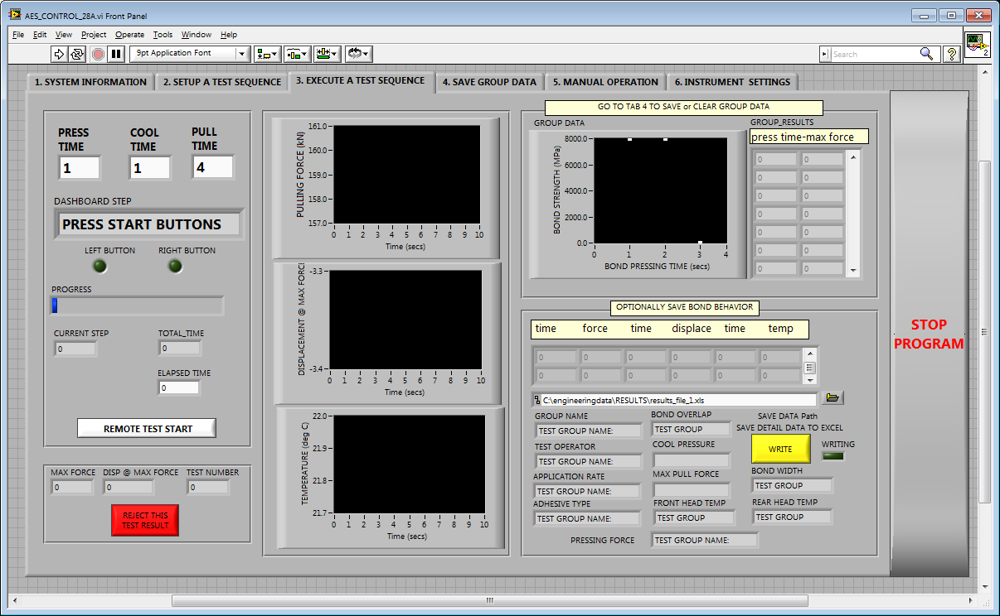 AES_CONTROL_28A.vi Front Panel
File Edit View Project Operate Tools Window Help
9pt Application Font
Search
?
2
1. SYSTEM INFORMATION
2. SETUP A TEST SEQUENCE
3. EXECUTE A TEST SEQUENCE
4. SAVE GROUP DATA
5. MANUAL OPERATION
6. INSTRUMENT SETTINGS
PRESS TIME
1
COOL TIME
1
PULL TIME
4
DASHBOARD STEP
PRESS START BUTTONS
LEFT BUTTON
RIGHT BUTTON
PROGRESS
CURRENT STEP
0
TOTAL_TIME
0
ELAPSED TIME
0
REMOTE TEST START
MAX FORCE
0
DISP @ MAX FORCE
0
TEST NUMBER
0
REJECT THIS
TEST RESULT
PULLING FORCE (kN)
161.0
160.0
159.0
158.0
157.0
0 1 2 3 4 5 6 7 8 9 10
Time (secs)
DISPLACEMENT @ MAX FORC
-3.3
-3.4
0 1 2 3 4 5 6 7 8 9 10
Time (secs)
TEMPERATURE (deg C)
22.0
21.9
21.8
21.7
0 1 2 3 4 5 6 7 8 9 10
Time (secs)
GO TO TAB 4 TO SAVE or CLEAR GROUP DATA
GROUP DATA
BOND STRENGTH (MPa)
8000.0
6000.0
4000.0
2000.0
0.0
0 1 2 3 4
BOND PRESSING TIME (secs)
GROUP_RESULTS
press time-max force
0 0
0 0
0 0
0 0
0 0
0 0
0 0
OPTIONALLY SAVE BOND BEHAVIOR
time force time displace time temp
0 0 0 0 0 0
0 0 0 0 0 0
C:\engineeringdata\RESULTS\results_file_1.xls
GROUP NAME
TEST GROUP NAME:
TEST OPERATOR
TEST GROUP NAME:
APPLICATION RATE
TEST GROUP NAME:
ADHESIVE TYPE
TEST GROUP NAME:
BOND OVERLAP
TEST GROUP
COOL PRESSURE
MAX PULL FORCE
FRONT HEAD TEMP
TEST GROUP
SAVE DATA Path
SAVE DETAIL DATA TO EXCEL
WRITE
WRITING
BOND WIDTH
TEST GROUP
REAR HEAD TEMP
TEST GROUP
PRESSING FORCE
TEST GROUP NAME:
STOP
PROGRAM